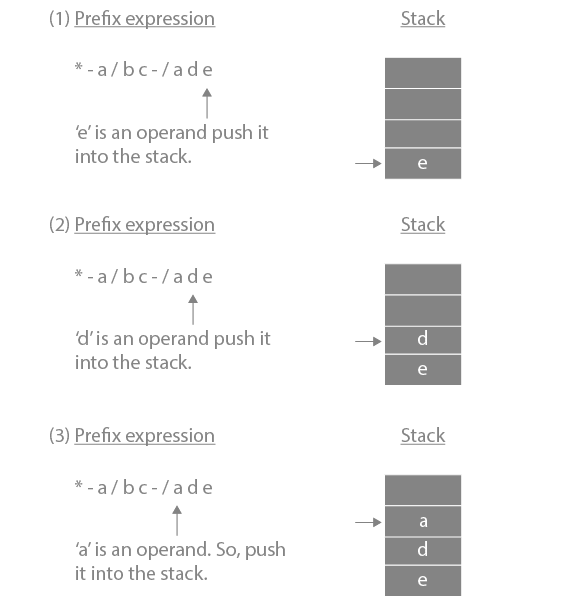 (1) Prefix expression Stack
* - a / b c - / a d e
‘e’ is an operand push it
into the stack.
e
(2) Prefix expression Stack
* - a / b c - / a d e
‘d’ is an operand push it
into the stack.
d
e
(3) Prefix expression Stack
* - a / b c - / a d e
‘a’ is an operand. So, push
it into the stack.
a
d
e